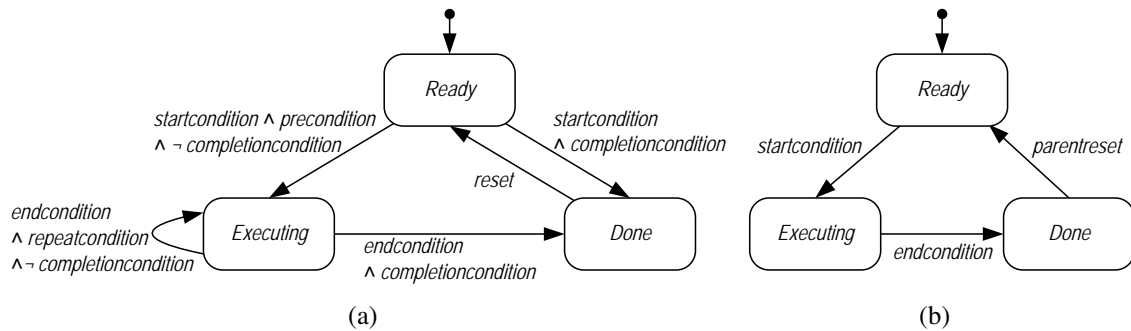 Ready
startcondition ∧ precondition
∧ ¬ completioncondition
startcondition
∧ completioncondition
reset
endcondition
∧ repeatcondition
∧¬ completioncondition
Executing
endcondition
∧ completioncondition
Done
(a)
Ready
startcondition
parentreset
Executing
endcondition
Done
(b)